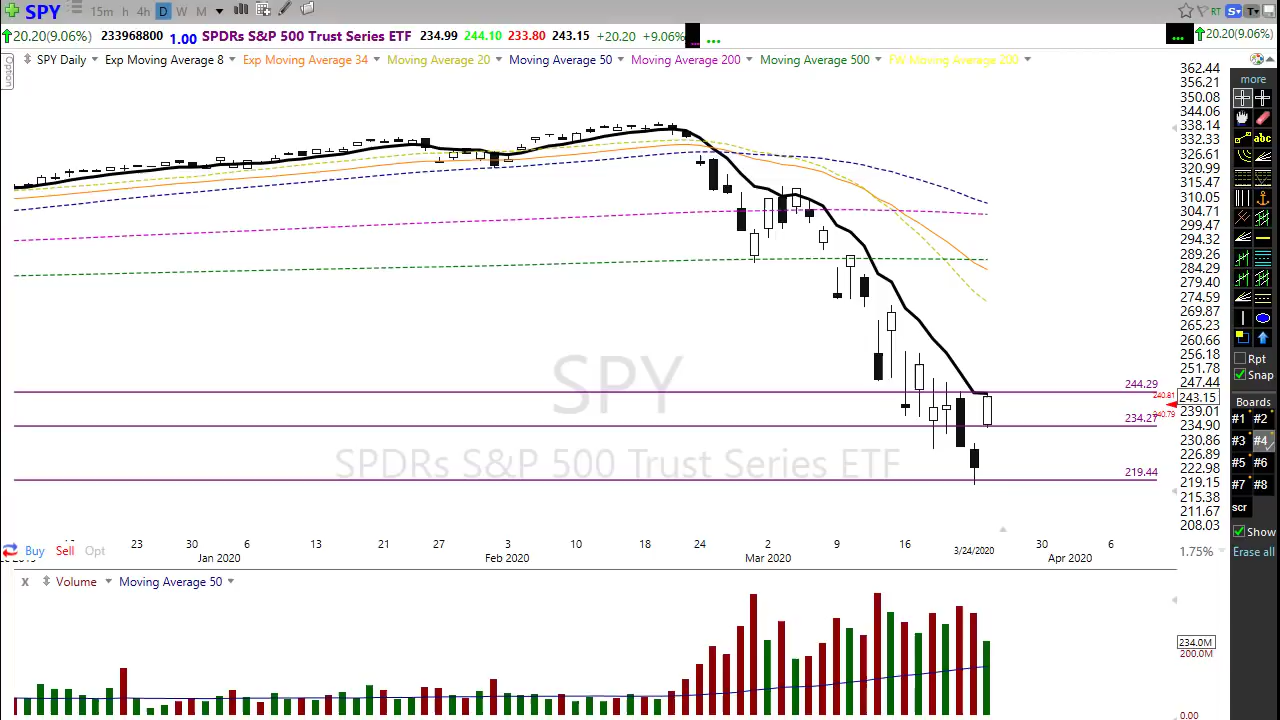 SPY 15m h 4h D W M RT S T
20.20(9.06%) 233968800 1.00 SPDRs S&P 500 Trust Series ETF 234.99 244.10 233.80 243.15 +20.20 +9.06% ... ... 20.20(9.06%)
Option SPY Daily Exp Moving Average 8 Exp Moving Average 34 Moving Average 20 Moving Average 50 Moving Average 200 Moving Average 500 FW Moving Average 200
362.44
356.21
350.08
344.06
338.14
332.33
326.61
320.99
315.47
310.05
304.71
299.47
294.32
289.26
284.29
279.40
274.59
269.87
265.23
260.66
256.18
251.78
247.44
243.15
239.01
234.90
230.86
226.89
222.98
219.15
215.38
211.67
208.03
1.75%
more
abc
Rpt
Snap
Boards
#1 #2
#3 #4
#5 #6
#7 #8
scr
Show
Erase all
SPY
SPDRs S&P 500 Trust Series ETF
244.29
240.81
240.79
234.27
219.44
23 30 6 13 21 27 3 10 18 24 2 9 16 3/24/2020 30 6
Jan 2020 Feb 2020 Mar 2020 Apr 2020
Buy Sell Opt
x Volume Moving Average 50
234.0M
200.0M
0.00